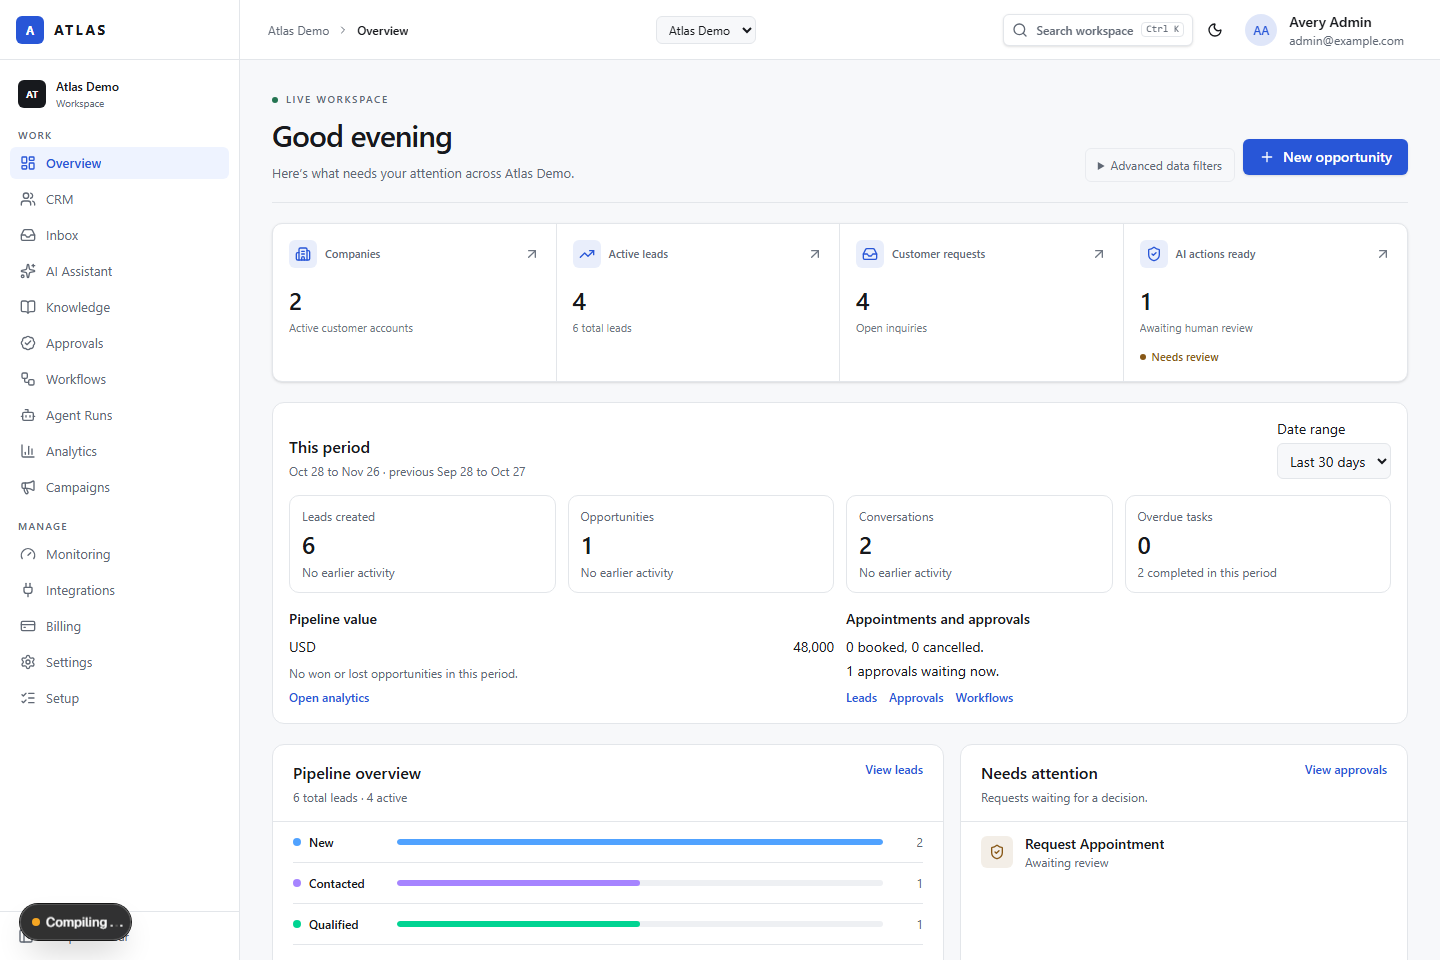 A ATLAS
Atlas Demo > Overview
Atlas Demo
Search workspace Ctrl K
AA
Avery Admin
admin@example.com
AT
Atlas Demo
Workspace
WORK
Overview
CRM
Inbox
AI Assistant
Knowledge
Approvals
Workflows
Agent Runs
Analytics
Campaigns
MANAGE
Monitoring
Integrations
Billing
Settings
Setup
Compiling...
LIVE WORKSPACE
Good evening
Here's what needs your attention across Atlas Demo.
Advanced data filters
+ New opportunity
Companies
2
Active customer accounts
Active leads
4
6 total leads
Customer requests
4
Open inquiries
AI actions ready
1
Awaiting human review
Needs review
This period
Oct 28 to Nov 26 · previous Sep 28 to Oct 27
Date range
Last 30 days
Leads created
6
No earlier activity
Opportunities
1
No earlier activity
Conversations
2
No earlier activity
Overdue tasks
0
2 completed in this period
Pipeline value
USD 48,000
No won or lost opportunities in this period.
Open analytics
Appointments and approvals
0 booked, 0 cancelled.
1 approvals waiting now.
Leads Approvals Workflows
Pipeline overview
View leads
6 total leads · 4 active
New 2
Contacted 1
Qualified 1
Needs attention
View approvals
Requests waiting for a decision.
Request Appointment
Awaiting review